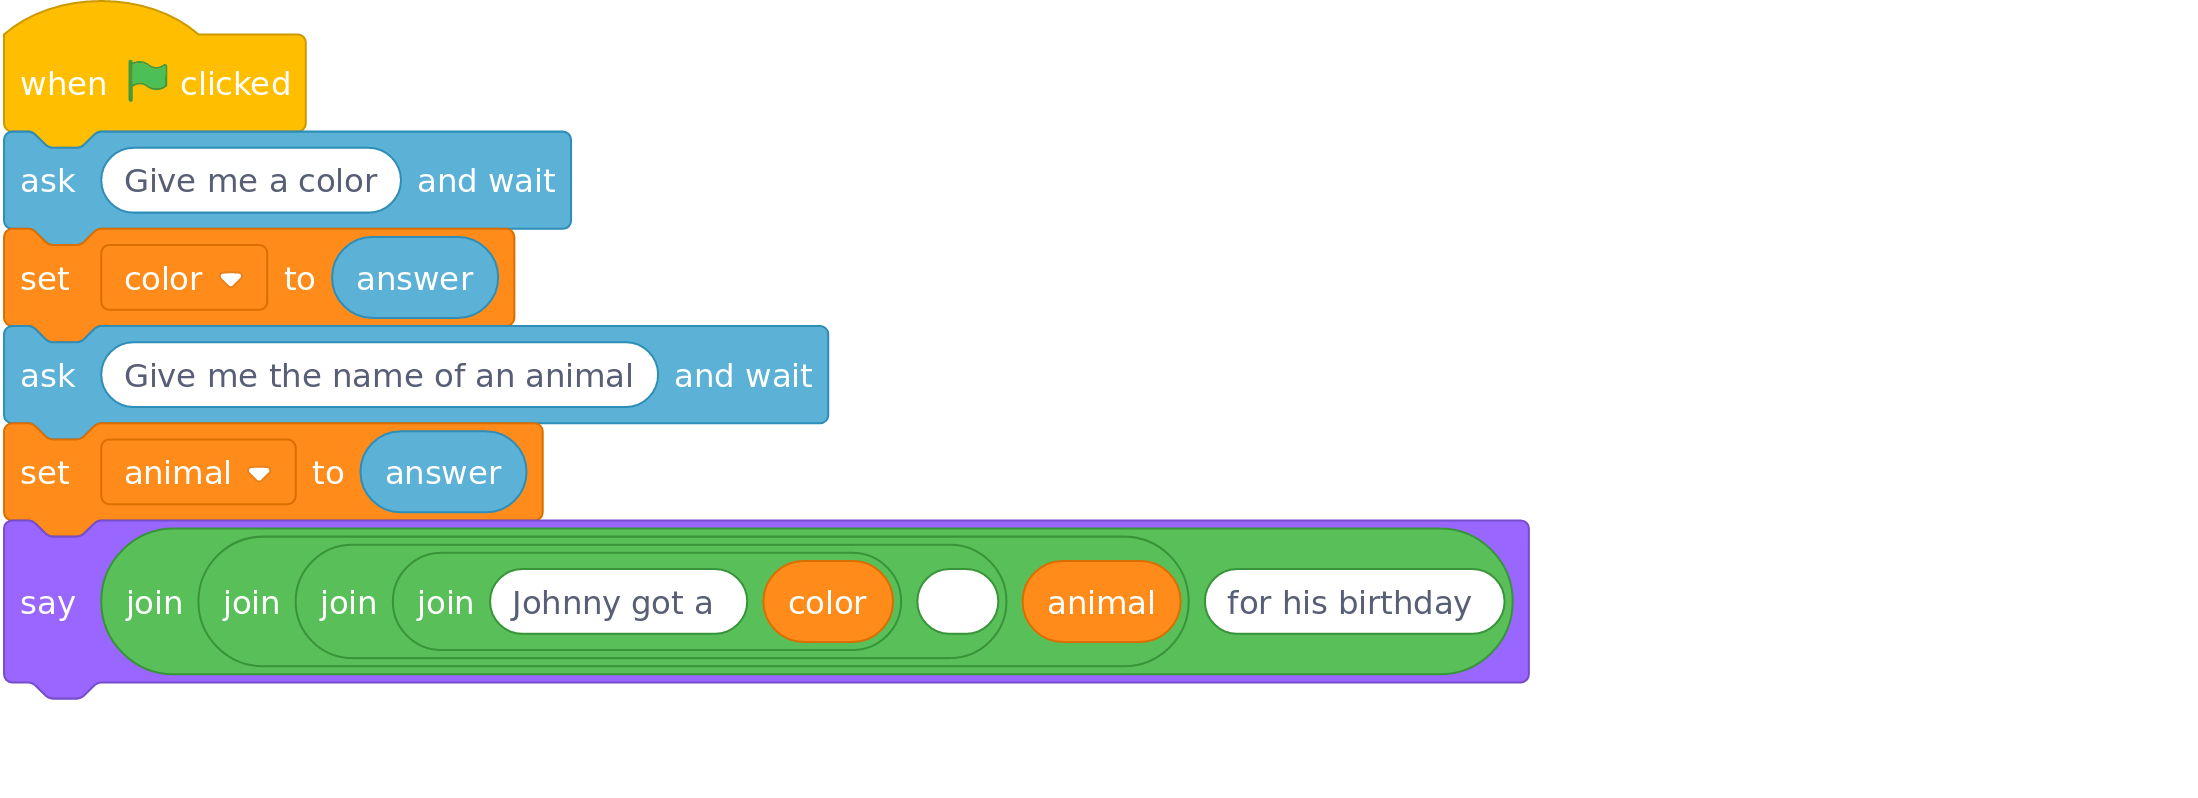 when clicked
ask Give me a color and wait
set color to answer
ask Give me the name of an animal and wait
set animal to answer
say join join join join Johnny got a color animal for his birthday